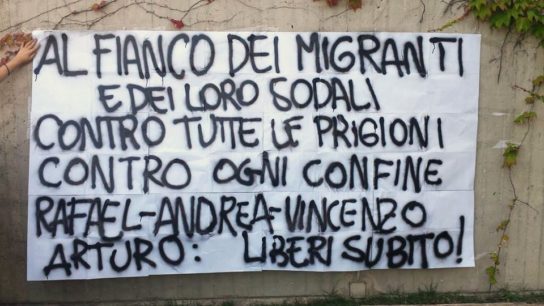 AL FIANCO DEI MIGRANTI
E DEI LORO SODALI
CONTRO TUTTE LE PRIGIONI
CONTRO OGNI CONFINE
RAFAEL-ANDREA-VINCENZO
ARTURO: LIBERI SUBITO!